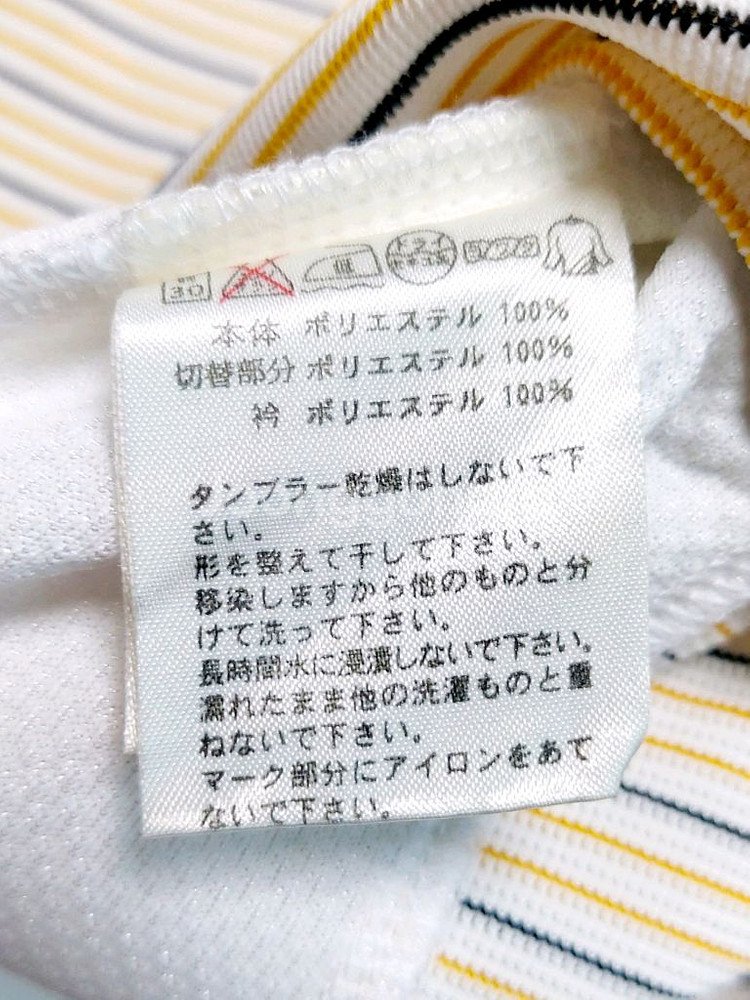 30 低 ドライ
本体 ポリエステル 100%
切替部分 ポリエステル 100%
衿 ポリエステル 100%
タンブラー乾燥はしないで下
さい。
形を整えて干して下さい。
移染しますから他のものと分
けて洗って下さい。
長時間水に浸漬しないで下さい。
濡れたまま他の洗濯ものと重
ねないで下さい。
マーク部分にアイロンをあて
ないで下さい。